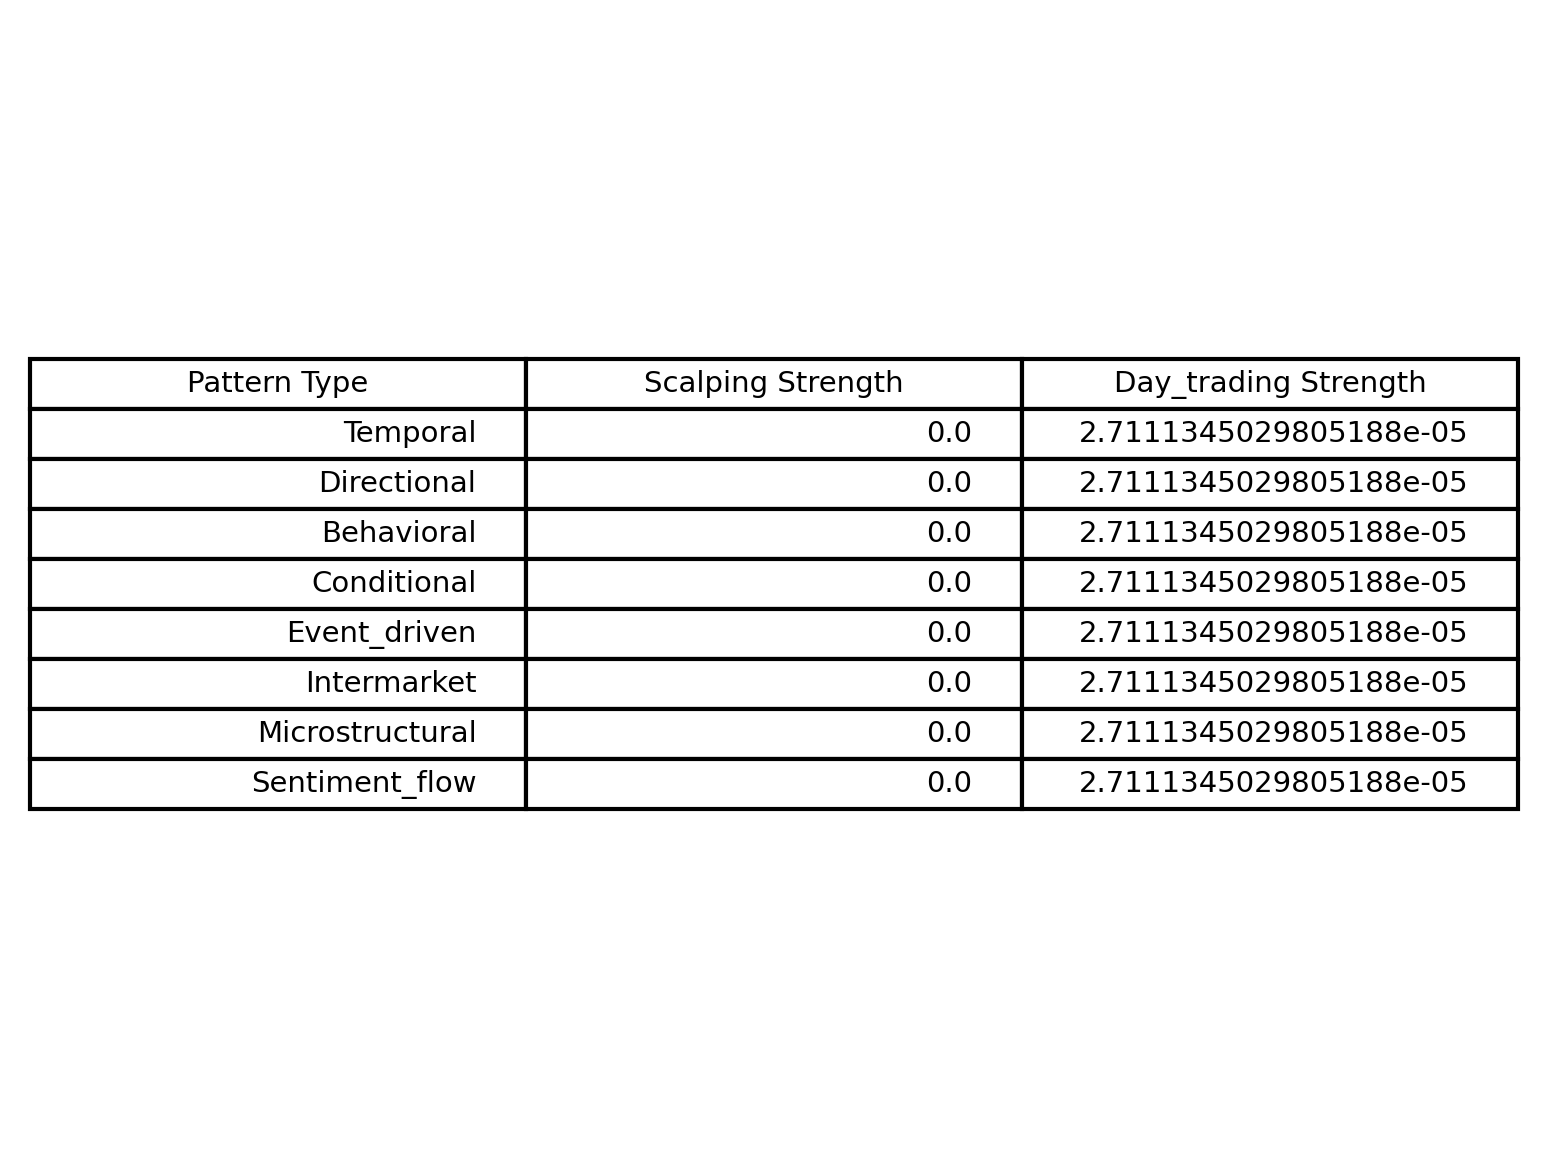 Pattern Type Scalping Strength Day_trading Strength
Temporal 0.0 2.7111345029805188e-05
Directional 0.0 2.7111345029805188e-05
Behavioral 0.0 2.7111345029805188e-05
Conditional 0.0 2.7111345029805188e-05
Event_driven 0.0 2.7111345029805188e-05
Intermarket 0.0 2.7111345029805188e-05
Microstructural 0.0 2.7111345029805188e-05
Sentiment_flow 0.0 2.7111345029805188e-05